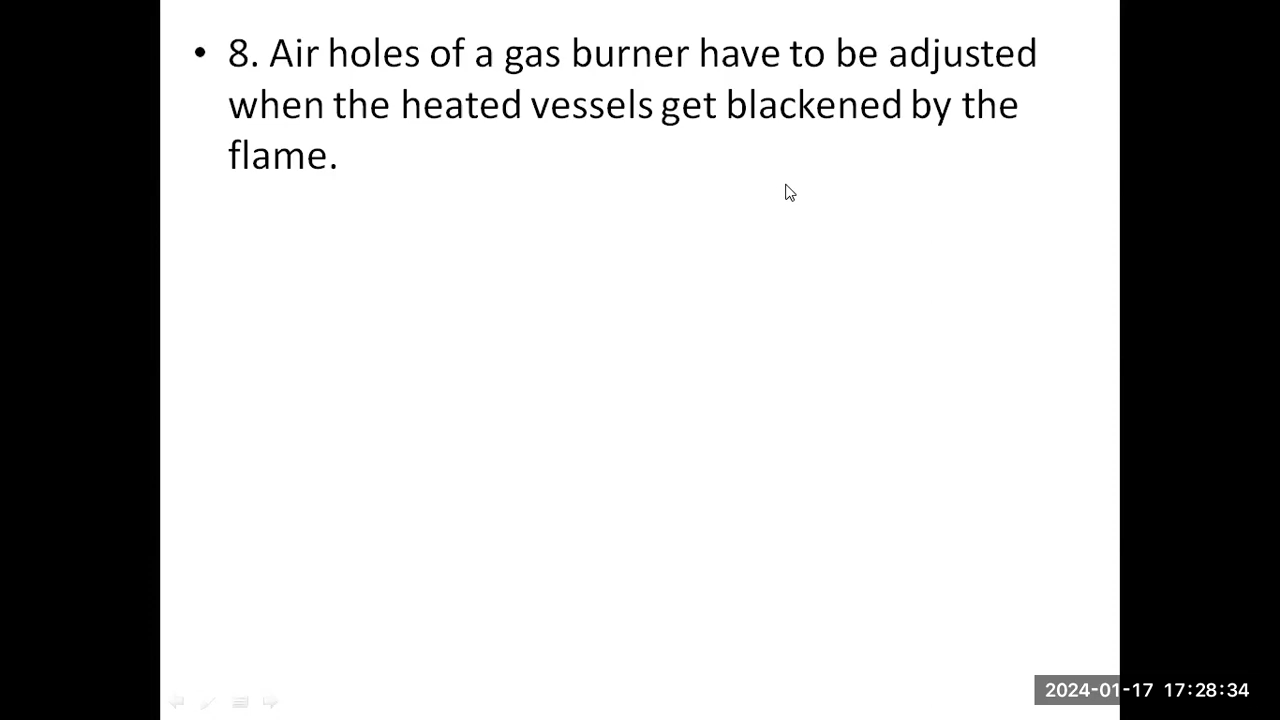 • 8. Air holes of a gas burner have to be adjusted
when the heated vessels get blackened by the
flame.
2024-01-17 17:28:34